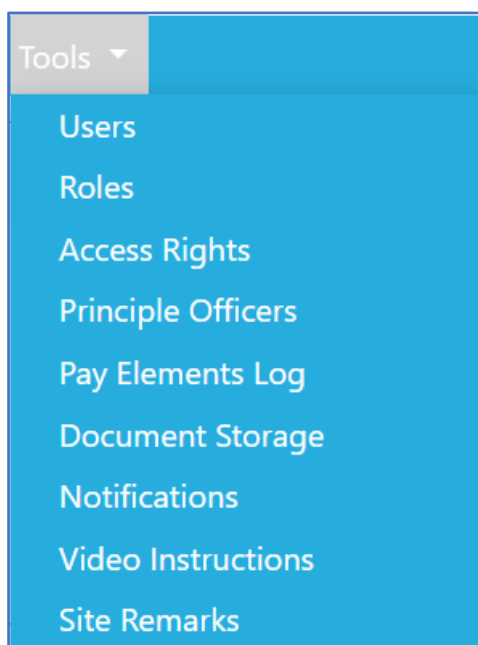 Tools
Users
Roles
Access Rights
Principle Officers
Pay Elements Log
Document Storage
Notifications
Video Instructions
Site Remarks